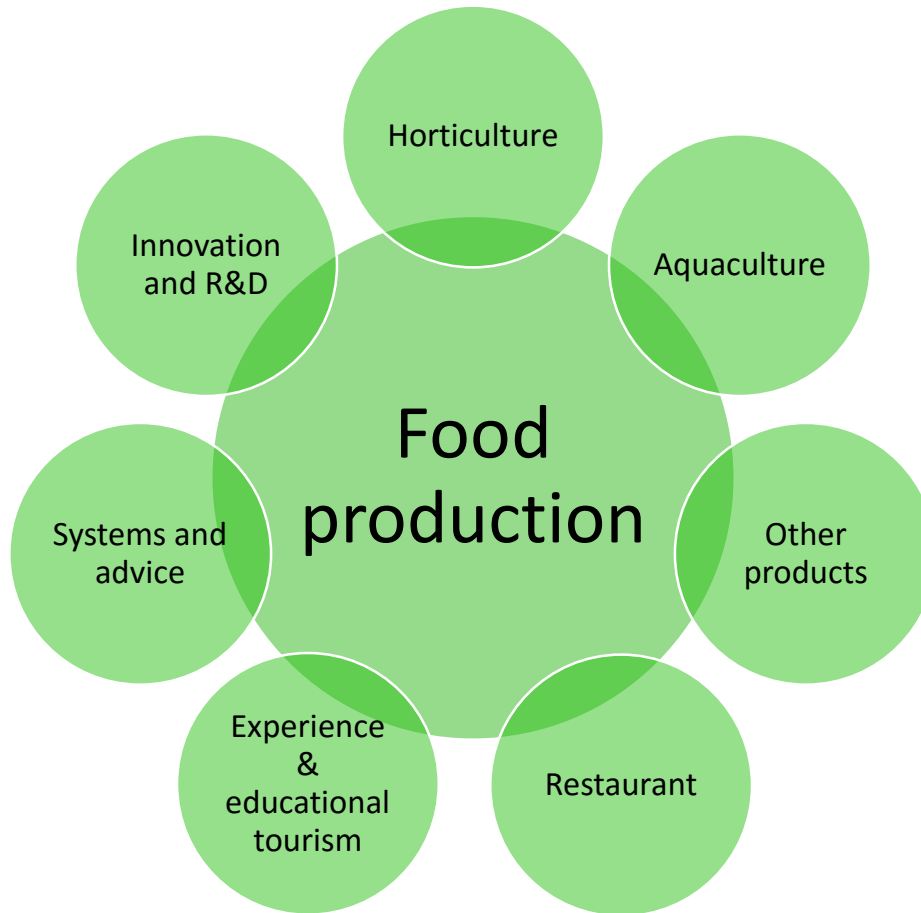 Horticulture
Innovation
and R&D
Aquaculture
Food
production
Systems and
advice
Other
products
Experience
&
educational
tourism
Restaurant